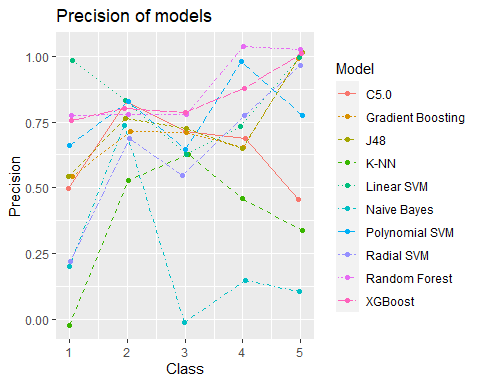 Precision of models
Precision
1.00
0.75
0.50
0.25
0.00
1 2 3 4 5
Class
Model
C5.0
Gradient Boosting
J48
K-NN
Linear SVM
Naive Bayes
Polynomial SVM
Radial SVM
Random Forest
XGBoost